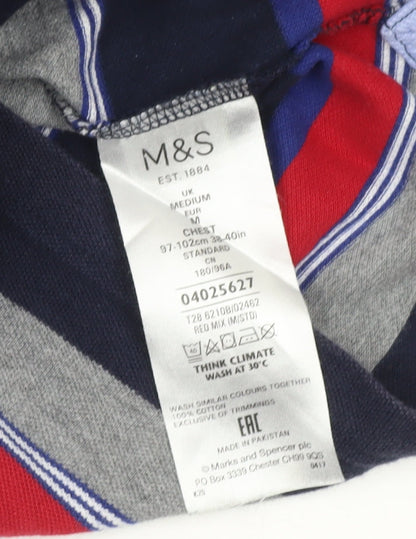 M&S
EST. 1884
UK
MEDIUM
EUR
M
CHEST
97-102cm 38-40in
STANDARD
CN
180/96A
04025627
T28 6210B/02462
RED MIX (MISTO)
40
THINK CLIMATE
WASH AT 30°C
WASH SIMILAR COLOURS TOGETHER
100% COTTON
EXCLUSIVE OF TRIMMINGS
EAC
MADE IN PAKISTAN
© Marks and Spencer plc
PO Box 3339 Chester CH99 9QS
0417